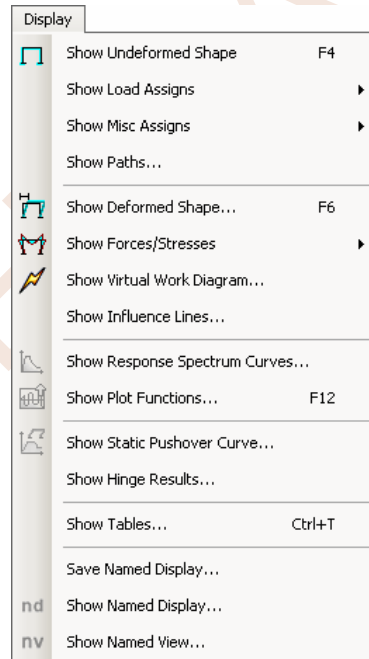 Display
Show Undeformed Shape F4
Show Load Assigns
Show Misc Assigns
Show Paths...
Show Deformed Shape... F6
Show Forces/Stresses
Show Virtual Work Diagram...
Show Influence Lines...
Show Response Spectrum Curves...
Show Plot Functions... F12
Show Static Pushover Curve...
Show Hinge Results...
Show Tables... Ctrl+T
Save Named Display...
nd Show Named Display...
nv Show Named View...